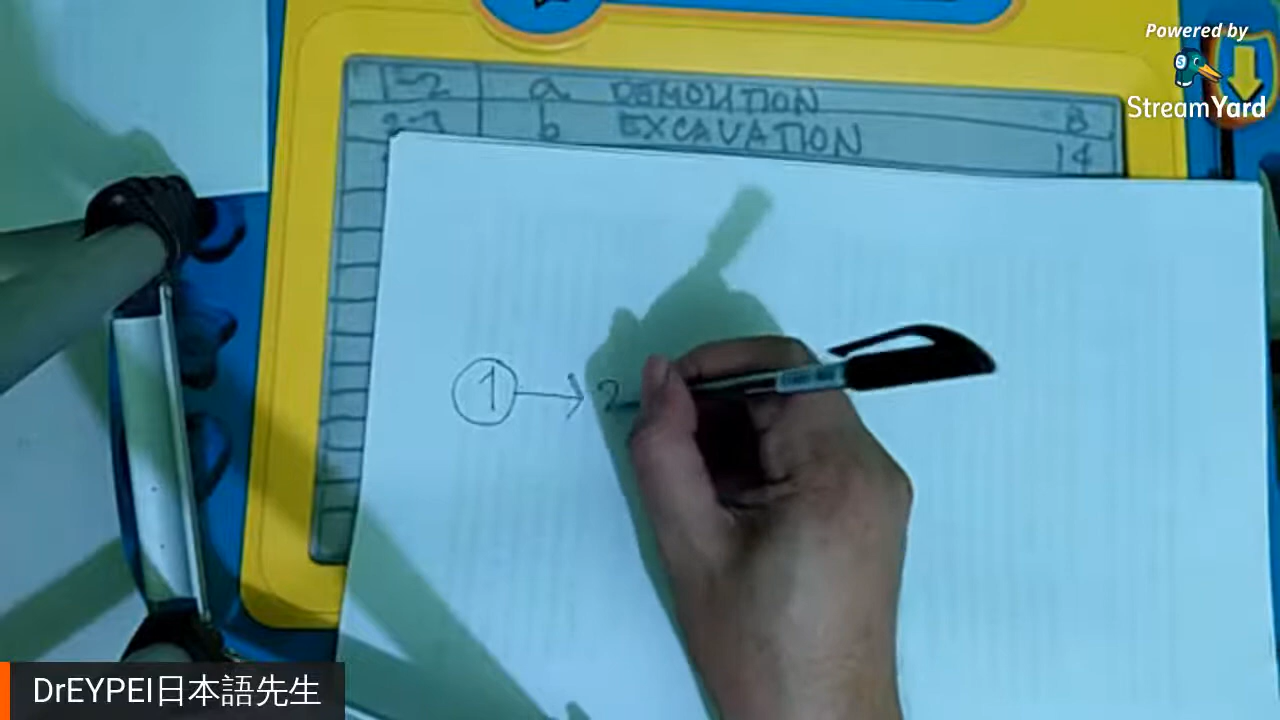 Powered by
StreamYard
1-2 a DEMOLITION 8
b EXCAVATION 14
1 → 2
DrEYPEI日本語先生